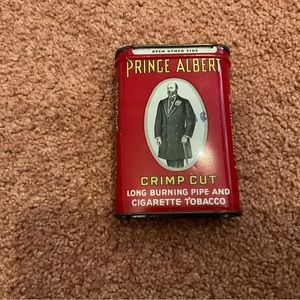 OPEN OTHER SIDE
PRINCE ALBERT
CRIMP CUT
LONG BURNING PIPE AND
CIGARETTE TOBACCO